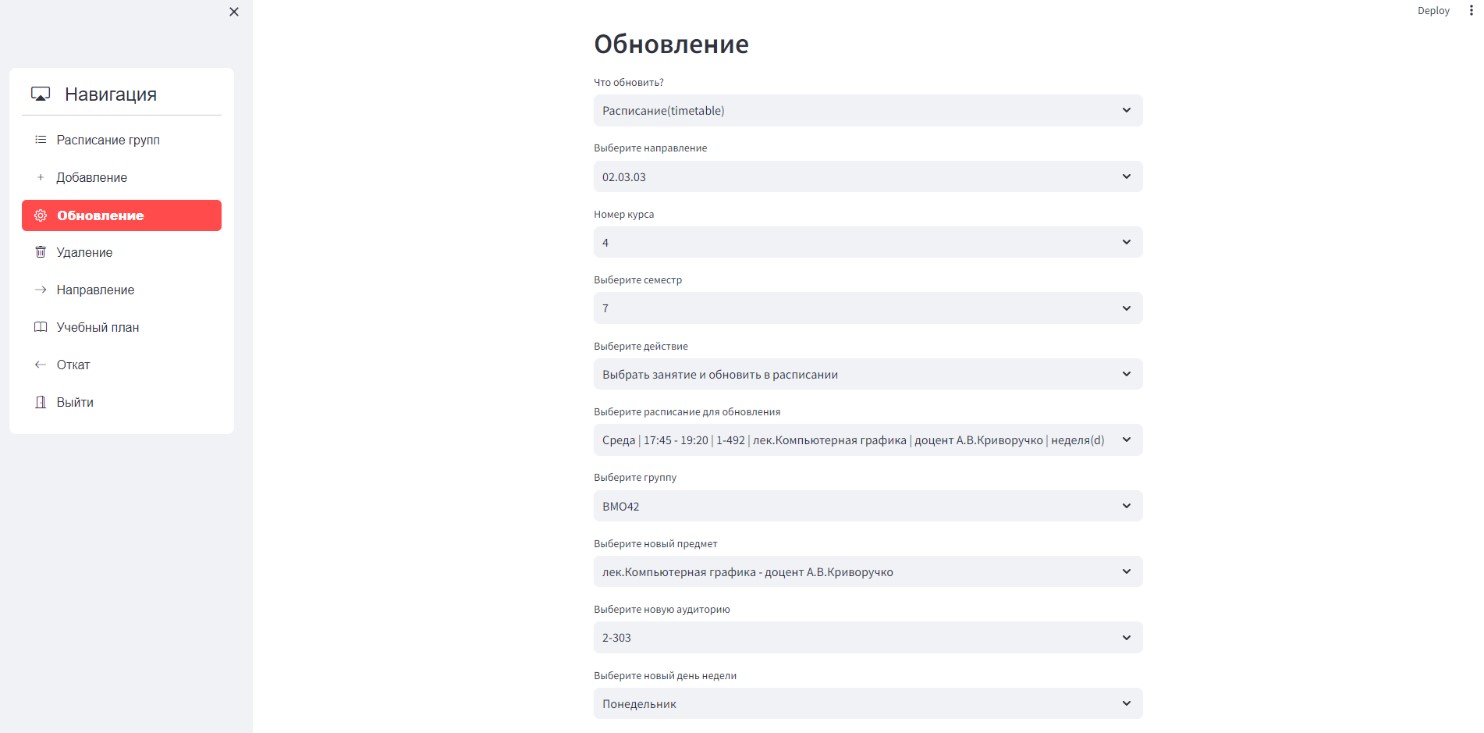 Deploy
Навигация
Расписание групп
Добавление
Обновление
Удаление
Направление
Учебный план
Откат
Выйти
Обновление
Что обновить?
Расписание(timetable)
Выберите направление
02.03.03
Номер курса
4
Выберите семестр
7
Выберите действие
Выбрать занятие и обновить в расписании
Выберите расписание для обновления
Среда | 17:45 - 19:20 | 1-492 | лек.Компьютерная графика | доцент А.В.Криворучко | неделя(d)
Выберите группу
ВМО42
Выберите новый предмет
лек.Компьютерная графика - доцент А.В.Криворучко
Выберите новую аудиторию
2-303
Выберите новый день недели
Понедельник